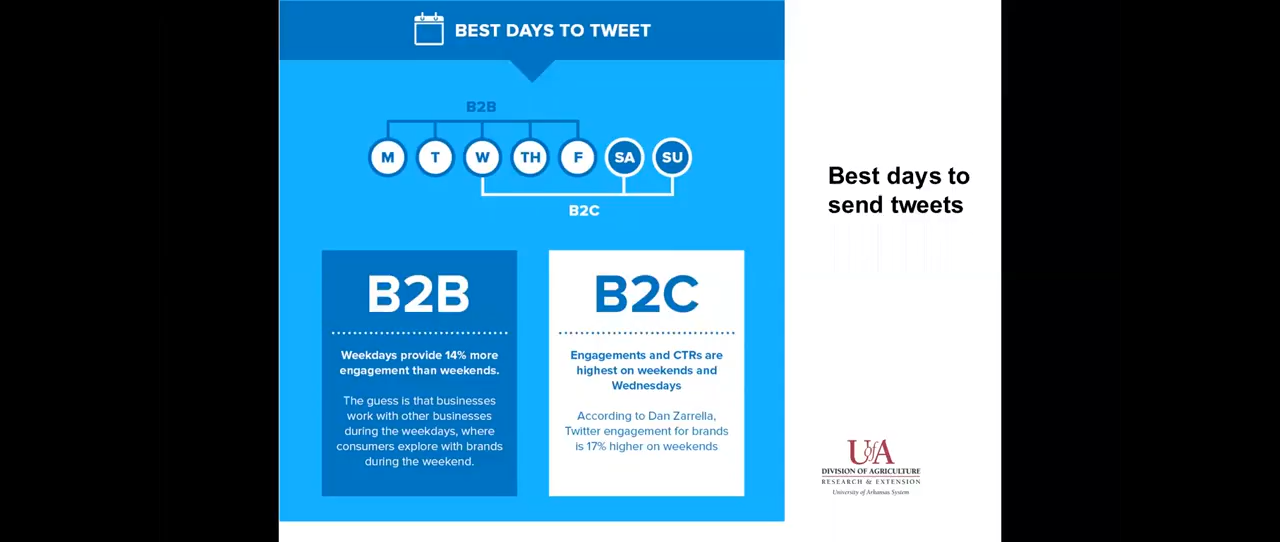 BEST DAYS TO TWEET
B2B
M T W TH F SA SU
B2C
B2B
Weekdays provide 14% more
engagement than weekends.
The guess is that businesses
work with other businesses
during the weekdays, where
consumers explore with brands
during the weekend.
B2C
Engagements and CTRs are
highest on weekends and
Wednesdays
According to Dan Zarrella,
Twitter engagement for brands
is 17% higher on weekends
Best days to
send tweets
UofA
DIVISION OF AGRICULTURE
RESEARCH & EXTENSION
University of Arkansas System